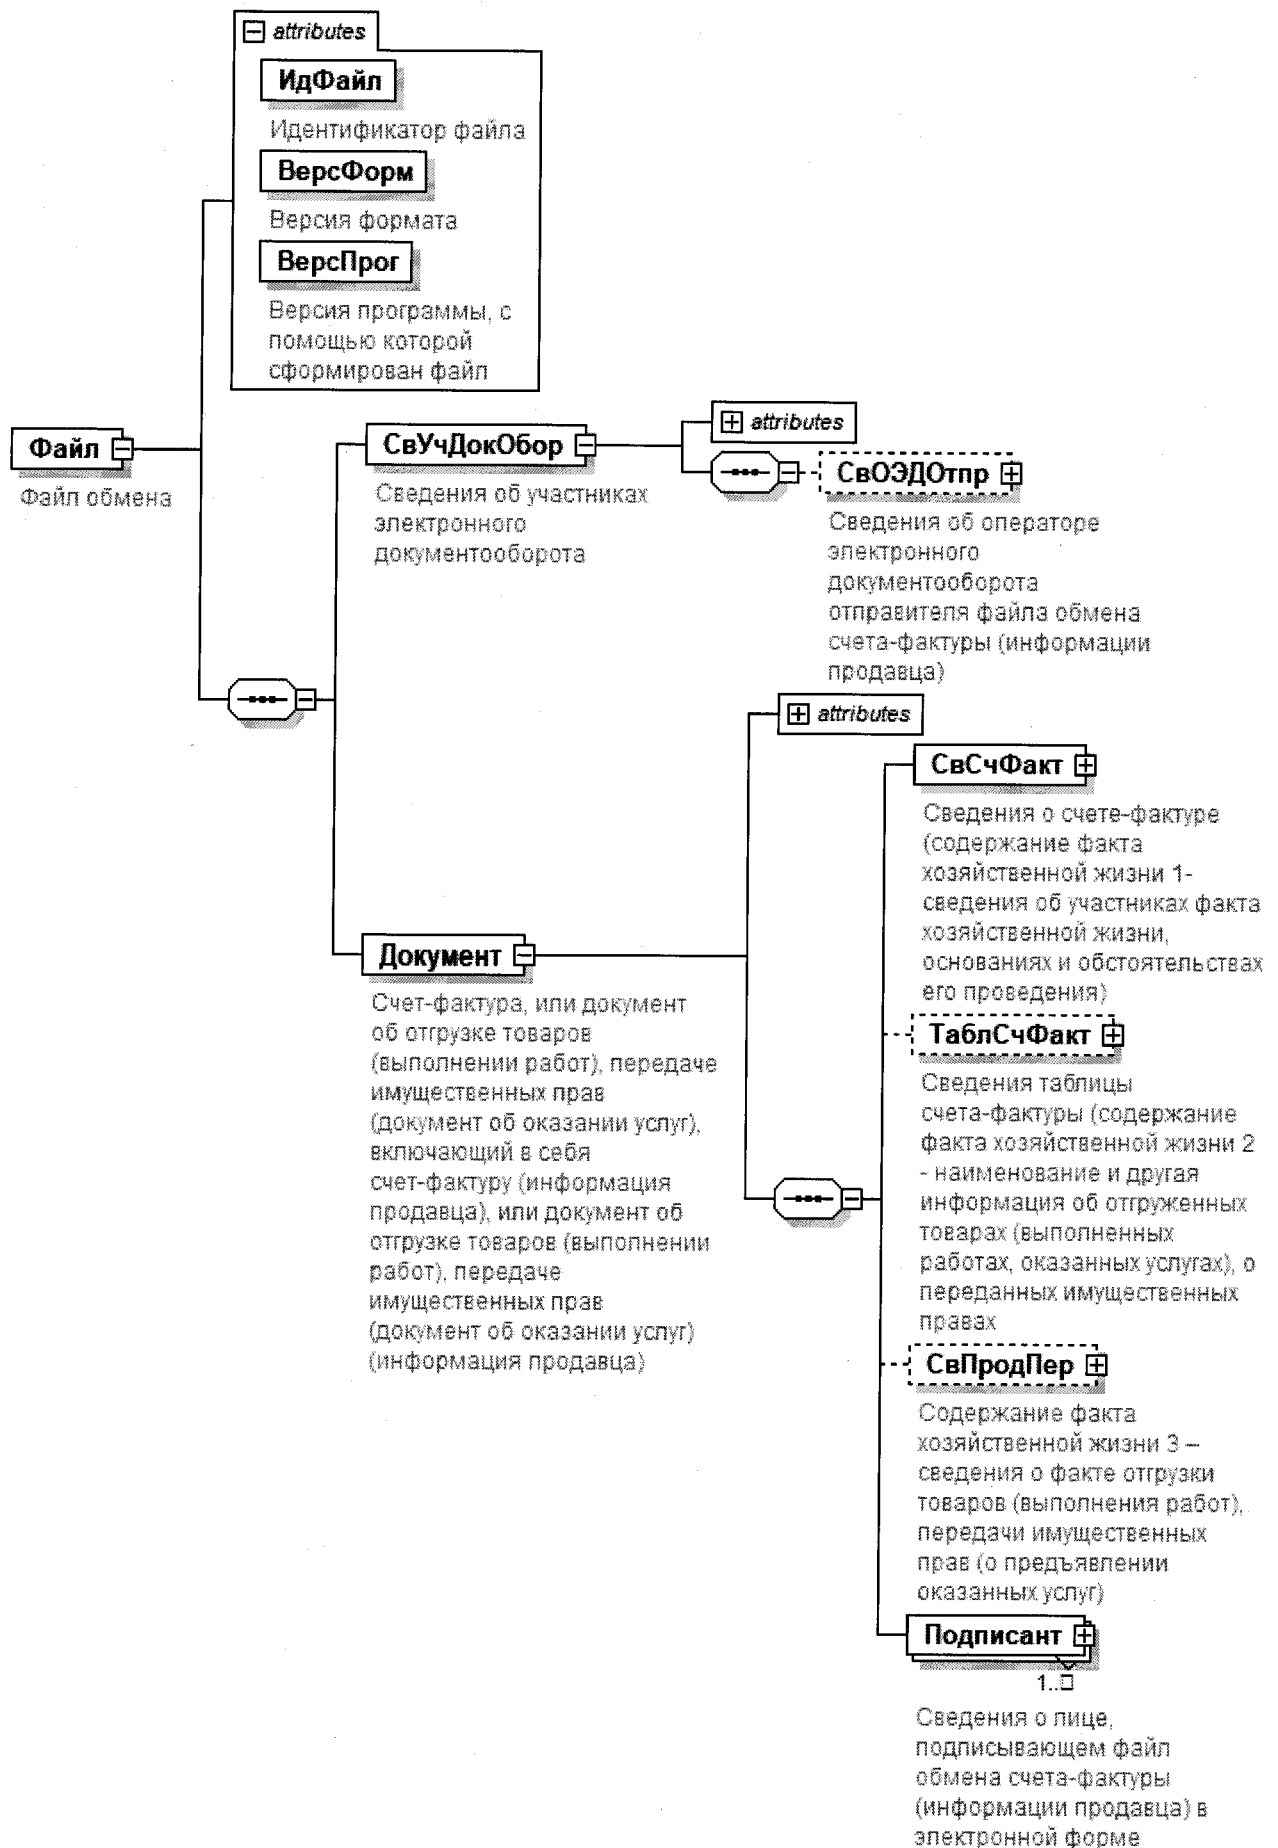 attributes
ИдФайл
Идентификатор файла
ВерсФорм
Версия формата
ВерсПрог
Версия программы, с
помощью которой
сформирован файл
Файл
Файл обмена
СвУчДокОбор
Сведения об участниках
электронного
документооборота
attributes
СвОЭДОтпр
Сведения об операторе
электронного
документооборота
отправителя файла обмена
счета-фактуры (информации
продавца)
Документ
Счет-фактура, или документ
об отгрузке товаров
(выполнении работ), передаче
имущественных прав
(документ об оказании услуг),
включающий в себя
счет-фактуру (информация
продавца), или документ об
отгрузке товаров (выполнении
работ), передаче
имущественных прав
(документ об оказании услуг)
(информация продавца)
attributes
СвСчФакт
Сведения о счете-фактуре
(содержание факта
хозяйственной жизни 1-
сведения об участниках факта
хозяйственной жизни,
основаниях и обстоятельствах
его проведения)
ТаблСчФакт
Сведения таблицы
счета-фактуры (содержание
факта хозяйственной жизни 2
- наименование и другая
информация об отгруженных
товарах (выполненных
работах, оказанных услугах), о
переданных имущественных
правах
СвПродПер
Содержание факта
хозяйственной жизни 3 –
сведения о факте отгрузки
товаров (выполнения работ),
передачи имущественных
прав (о предъявлении
оказанных услуг)
Подписант
1..□
Сведения о лице,
подписывающем файл
обмена счета-фактуры
(информации продавца) в
электронной форме